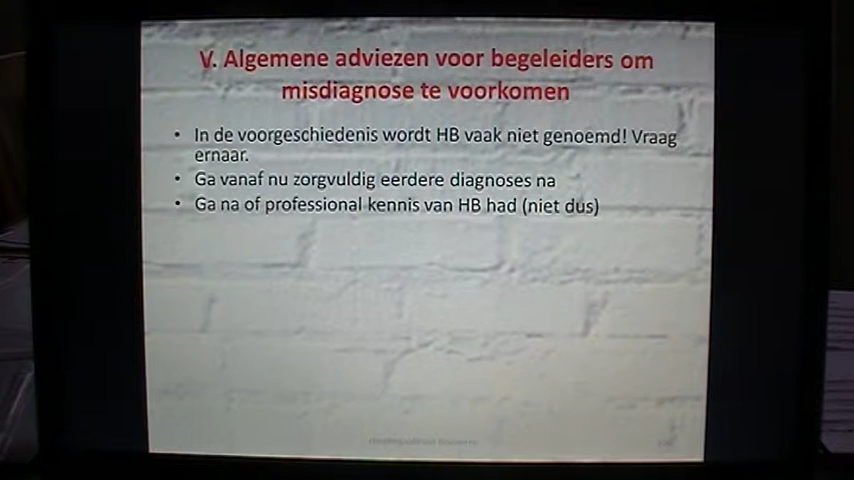 V. Algemene adviezen voor begeleiders om
misdiagnose te voorkomen
• In de voorgeschiedenis wordt HB vaak niet genoemd! Vraag
ernaar.
• Ga vanaf nu zorgvuldig eerdere diagnoses na
• Ga na of professional kennis van HB had (niet dus)